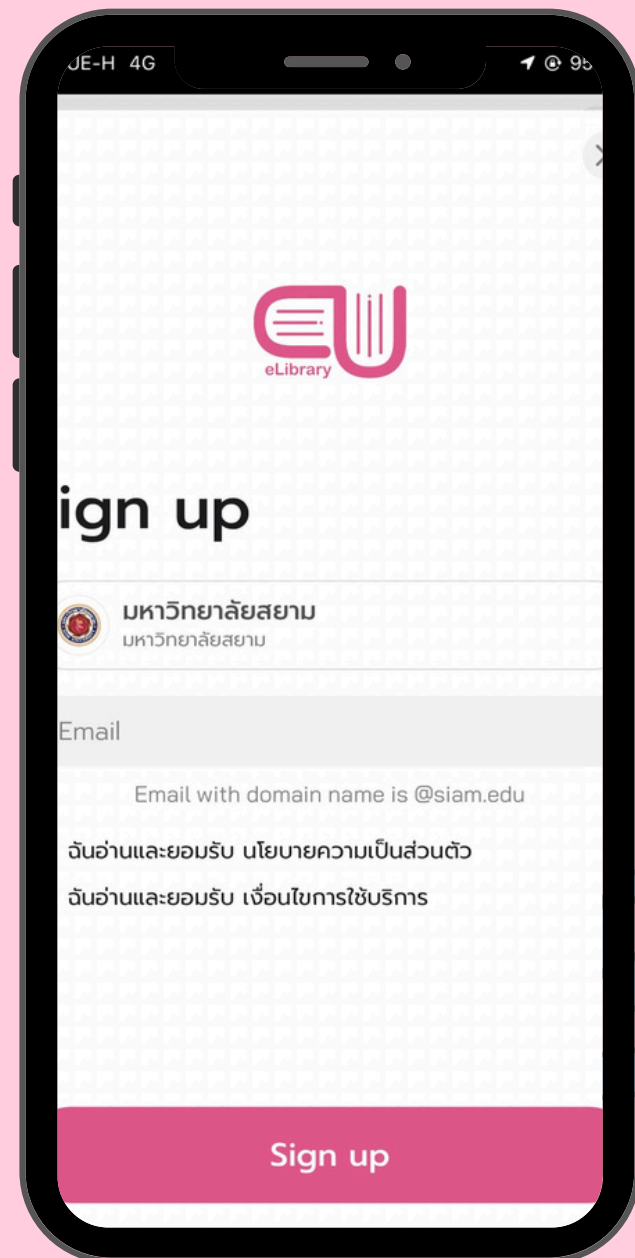 UE-H 4G 95
eLibrary
ign up
มหาวิทยาลัยสยาม
มหาวิทยาลัยสยาม
Email
Email with domain name is @siam.edu
ฉันอ่านและยอมรับ นโยบายความเป็นส่วนตัว
ฉันอ่านและยอมรับ เงื่อนไขการใช้บริการ
Sign up